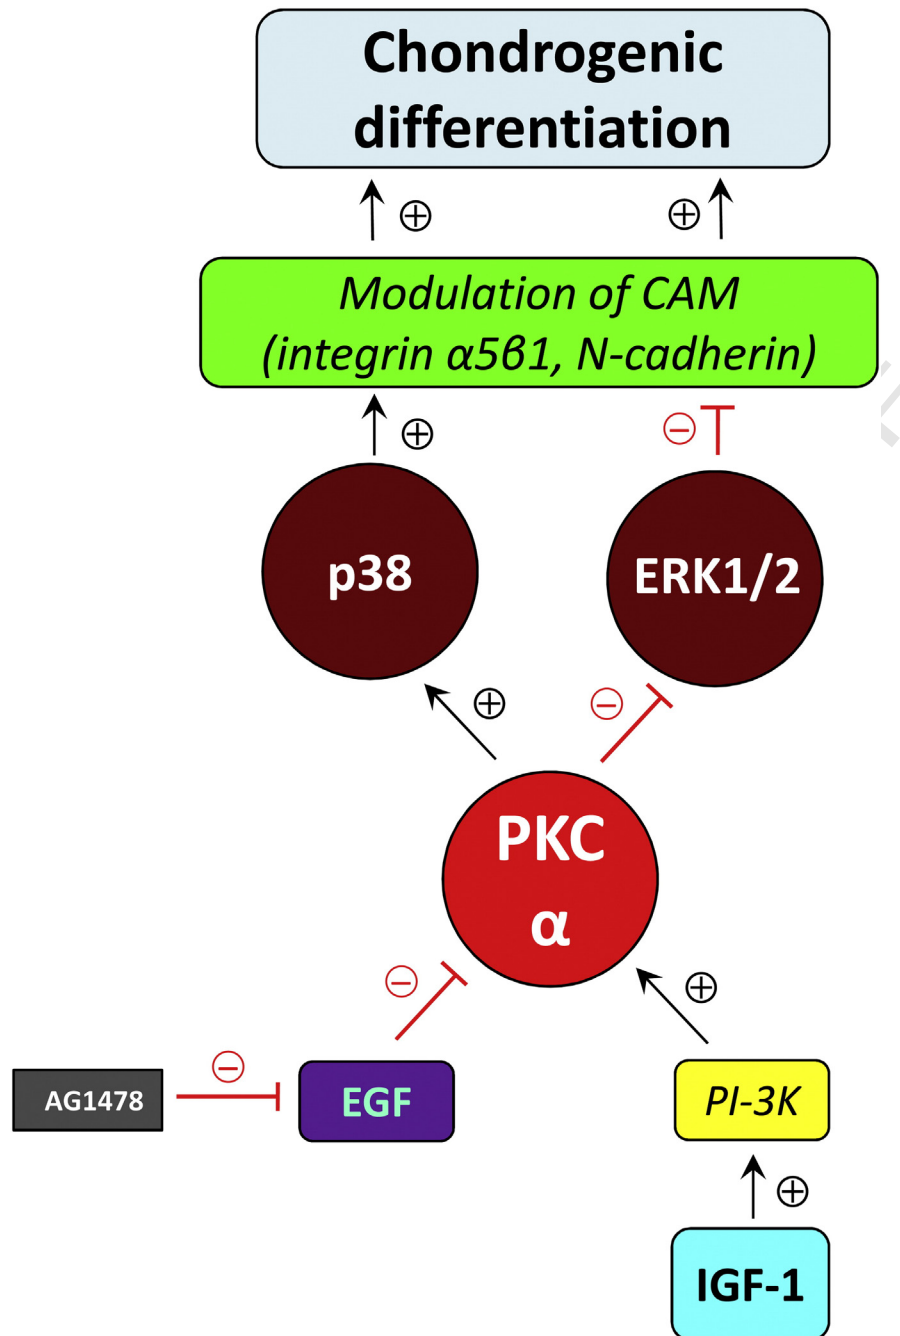 Chondrogenic
differentiation
⊕ ⊕
Modulation of CAM
(integrin α5β1, N-cadherin)
⊕ ⊖
p38
ERK1/2
⊕ ⊖
PKC
α
⊖ ⊕
⊖
AG1478
EGF
PI-3K
⊕
IGF-1